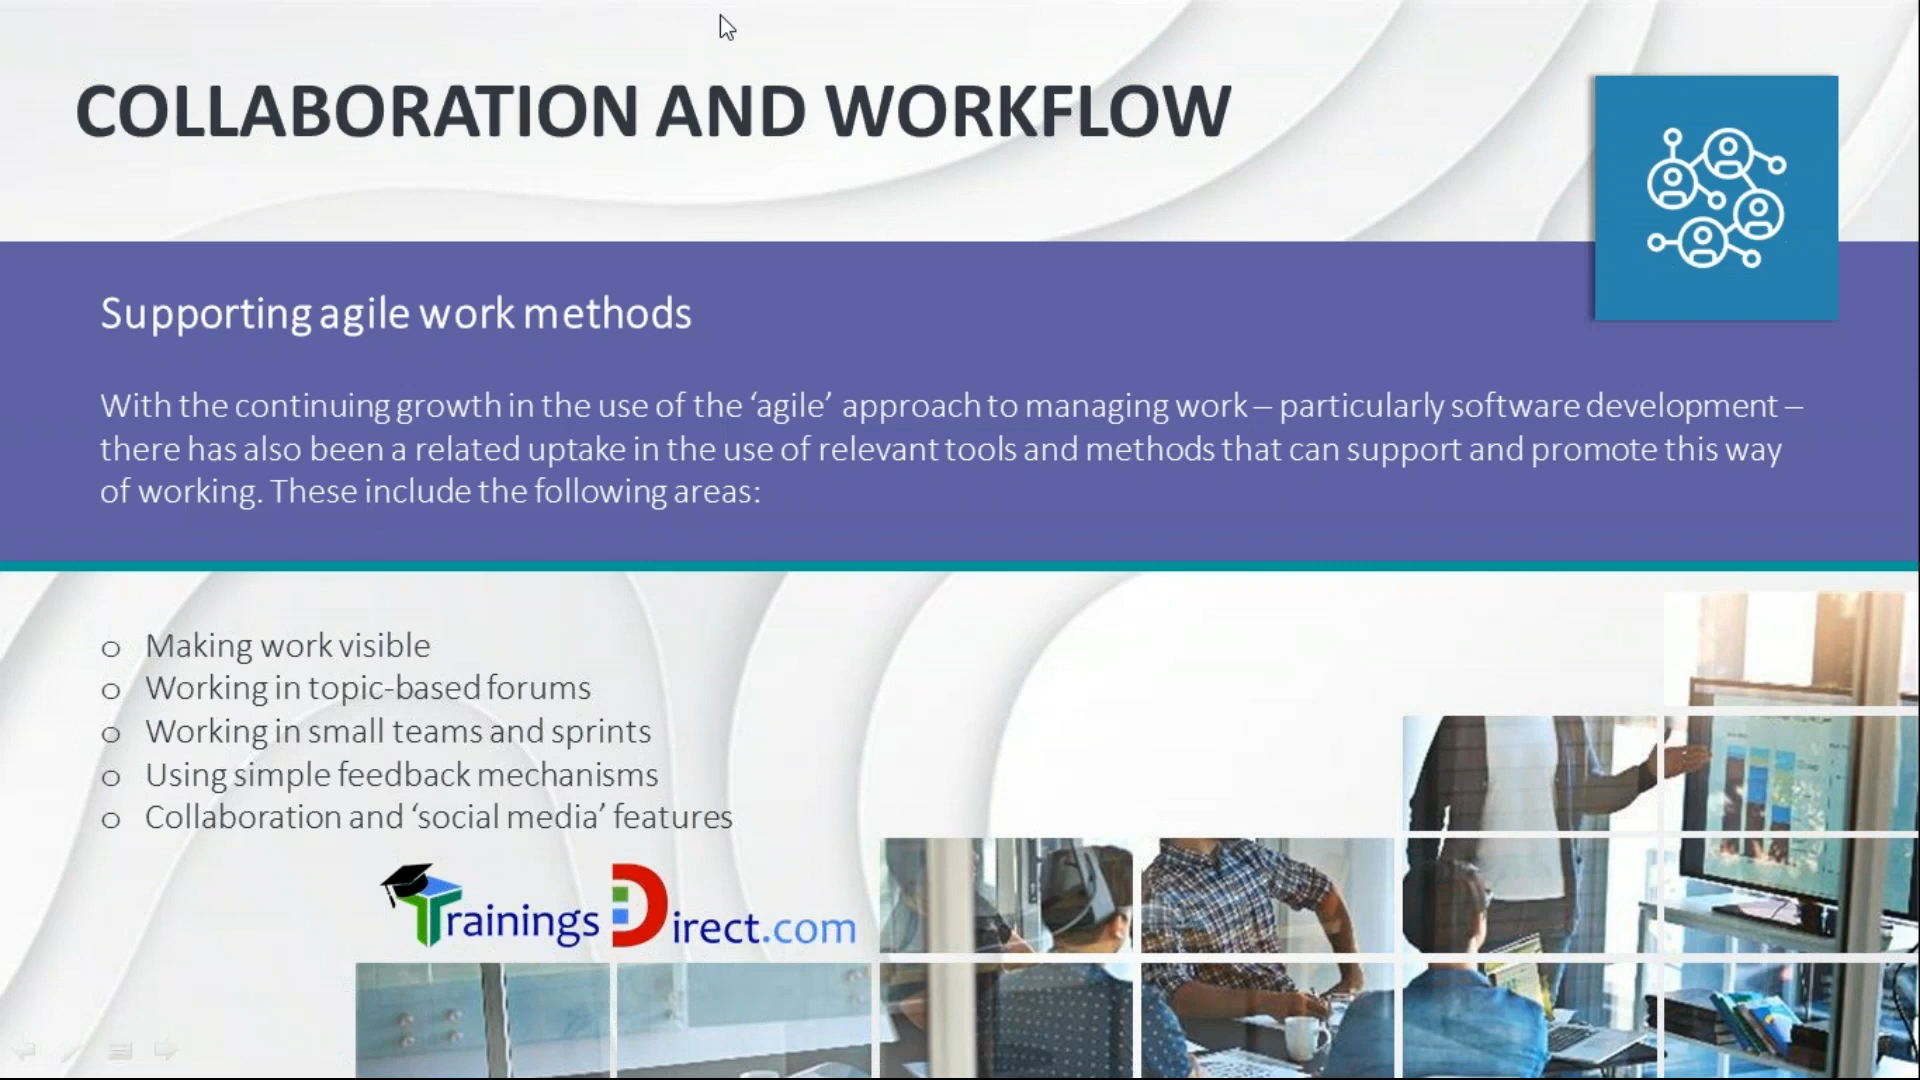 COLLABORATION AND WORKFLOW
Supporting agile work methods
With the continuing growth in the use of the ‘agile’ approach to managing work – particularly software development –
there has also been a related uptake in the use of relevant tools and methods that can support and promote this way
of working. These include the following areas:
o Making work visible
o Working in topic-based forums
o Working in small teams and sprints
o Using simple feedback mechanisms
o Collaboration and ‘social media’ features
Trainings Direct.com